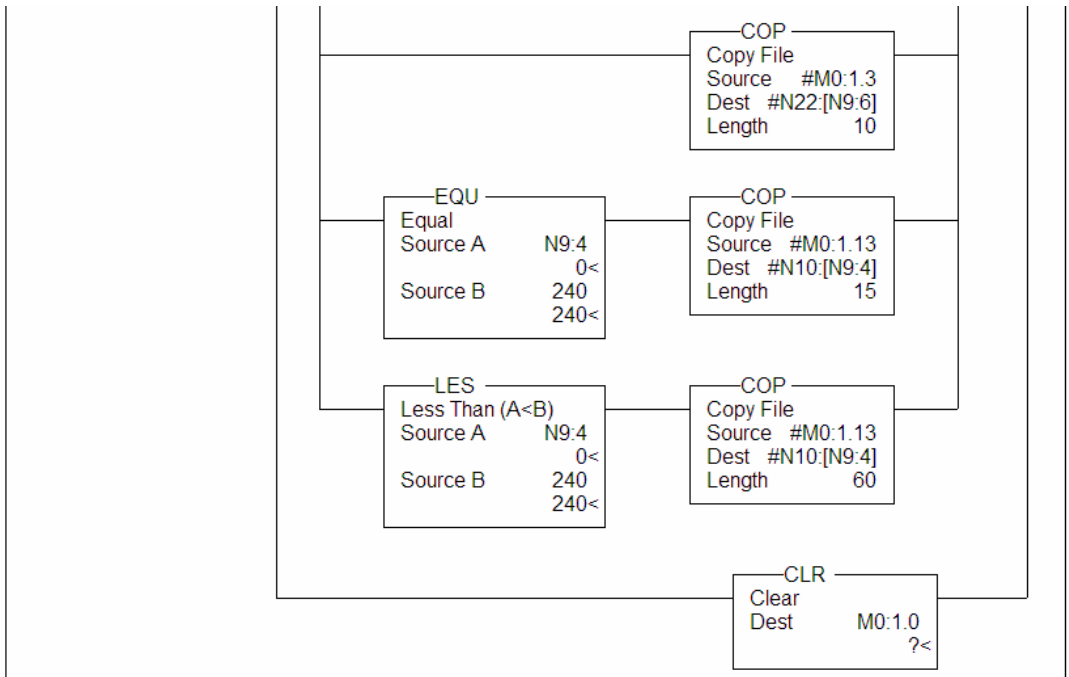 COP
Copy File
Source #M0:1.3
Dest #N22:[N9:6]
Length 10
EQU
Equal
Source A N9:4
0<
Source B 240
240<
COP
Copy File
Source #M0:1.13
Dest #N10:[N9:4]
Length 15
LES
Less Than (A<B)
Source A N9:4
0<
Source B 240
240<
COP
Copy File
Source #M0:1.13
Dest #N10:[N9:4]
Length 60
CLR
Clear
Dest M0:1.0
?<